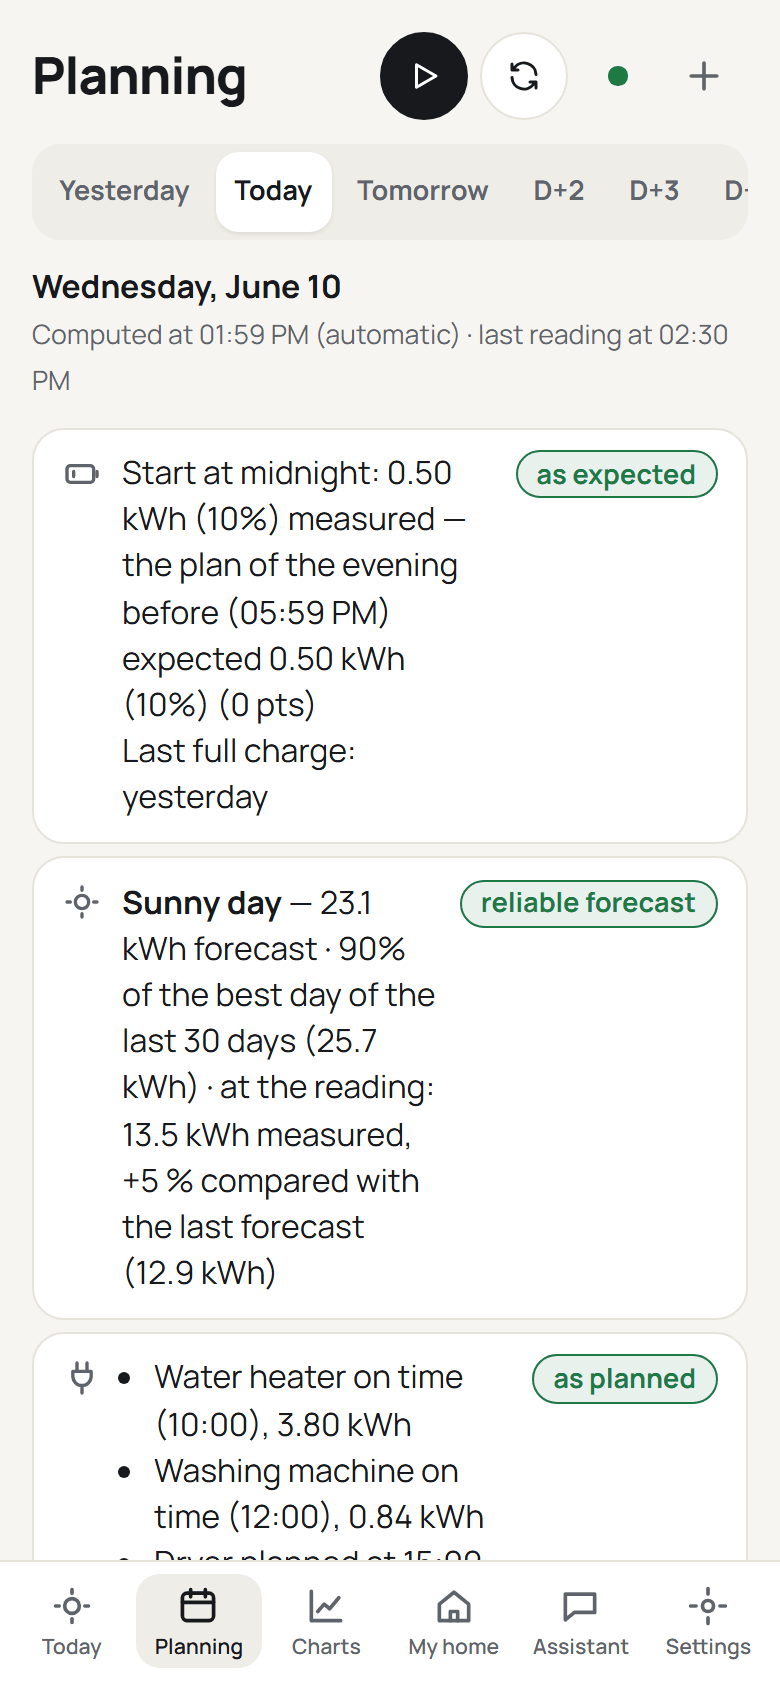 Planning
Yesterday Today Tomorrow D+2 D+3
Wednesday, June 10
Computed at 01:59 PM (automatic) · last reading at 02:30
PM
Start at midnight: 0.50
kWh (10%) measured —
the plan of the evening
before (05:59 PM)
expected 0.50 kWh
(10%) (0 pts)
Last full charge:
yesterday
as expected
Sunny day — 23.1
kWh forecast · 90%
of the best day of the
last 30 days (25.7
kWh) · at the reading:
13.5 kWh measured,
+5 % compared with
the last forecast
(12.9 kWh)
reliable forecast
• Water heater on time
(10:00), 3.80 kWh
• Washing machine on
time (12:00), 0.84 kWh
• Dryer planned at 15:00
as planned
Today Planning Charts My home Assistant Settings